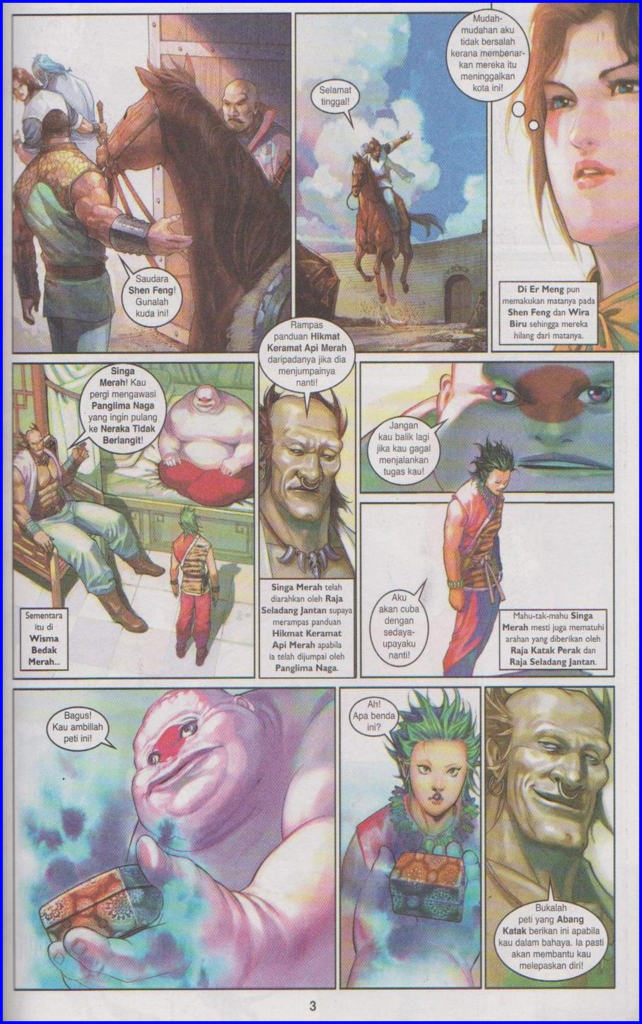 Saudara
Shen Feng!
Gunalah
kuda ini!
Selamat
tinggal!
Mudah-
mudahan aku
tidak bersalah
kerana membenar-
kan mereka itu
meninggalkan
kota ini!
Di Er Meng pun
memakukan matanya pada
Shen Feng dan Wira
Biru sehingga mereka
hilang dari matanya.
Singa
Merah! Kau
pergi mengawasi
Panglima Naga
yang ingin pulang
ke Neraka Tidak
Berlangit!
Sementara
itu di
Wisma
Bedak
Merah...
Rampas
panduan Hikmat
Keramat Api Merah
daripadanya jika dia
menjumpainya
nanti!
Singa Merah telah
diarahkan oleh Raja
Seladang Jantan supaya
merampas panduan
Hikmat Keramat
Api Merah apabila
ia telah dijumpai oleh
Panglima Naga.
Jangan
kau balik lagi
jika kau gagal
menjalankan
tugas kau!
Aku
akan cuba
dengan
sedaya-
upayaku
nanti!
Mahu-tak-mahu Singa
Merah mesti juga mematuhi
arahan yang diberikan oleh
Raja Katak Perak dan
Raja Seladang Jantan.
Bagus!
Kau ambillah
peti ini!
Ah!
Apa benda
ini?
Bukalah
peti yang Abang
Katak berikan ini apabila
kau dalam bahaya. Ia pasti
akan membantu kau
melepaskan diri!
3